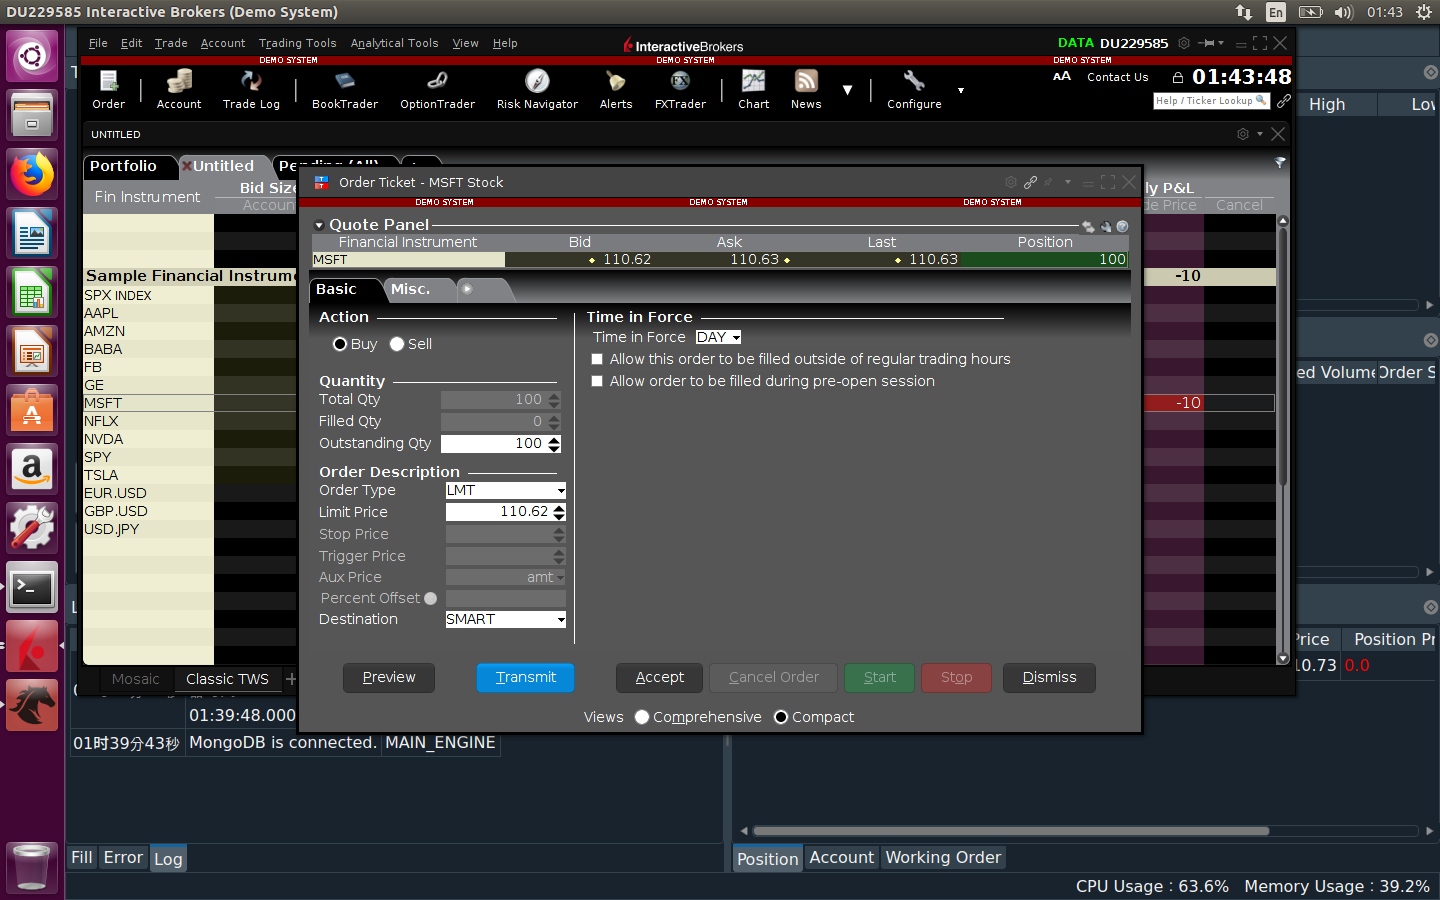 DU229585 Interactive Brokers (Demo System)
En
01:43
File Edit Trade Account Trading Tools Analytical Tools View Help
InteractiveBrokers
DATA DU229585
DEMO SYSTEM DEMO SYSTEM DEMO SYSTEM
Order Account Trade Log BookTrader OptionTrader Risk Navigator Alerts FXTrader Chart News Configure
FX
AA Contact Us 01:43:48
Help / Ticker Lookup
UNTITLED
Portfolio Untitled Pending (All)
Fin Instrument
Bid Size
Accoun
ly P&L
de Price Cancel
Order Ticket - MSFT Stock
DEMO SYSTEM DEMO SYSTEM DEMO SYSTEM
Quote Panel
Financial Instrument Bid Ask Last Position
MSFT 110.62 110.63 110.63 100
Basic Misc.
Action
Buy Sell
Quantity
Total Qty 100
Filled Qty 0
Outstanding Qty 100
Order Description
Order Type LMT
Limit Price 110.62
Stop Price
Trigger Price
Aux Price amt
Percent Offset
Destination SMART
Time in Force
Time in Force DAY
Allow this order to be filled outside of regular trading hours
Allow order to be filled during pre-open session
Preview Transmit Accept Cancel Order Start Stop Dismiss
Views Comprehensive Compact
Sample Financial Instrume
-10
SPX INDEX
AAPL
AMZN
BABA
FB
GE
MSFT
-10
NFLX
NVDA
SPY
TSLA
EUR.USD
GBP.USD
USD.JPY
Mosaic Classic TWS +
High Low
ed Volume Order S
Price Position Pr
10.73 0.0
01:39:48.000
01时39分43秒 MongoDB is connected. MAIN_ENGINE
Fill Error Log
Position Account Working Order
CPU Usage : 63.6% Memory Usage : 39.2%